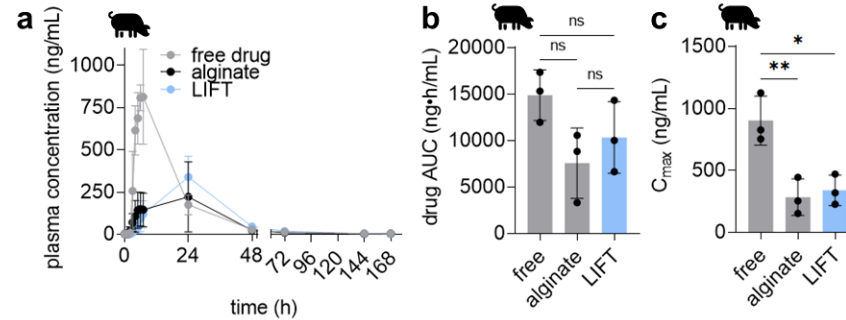 a
plasma concentration (ng/mL)
1000
750
500
250
0
free drug
alginate
LIFT
0
24
48
72
96
120
144
168
time (h)
b
drug AUC (ng•h/mL)
20000
15000
10000
5000
0
ns
ns
ns
free
alginate
LIFT
c
Cmax (ng/mL)
1500
1000
500
0
*
**
free
alginate
LIFT